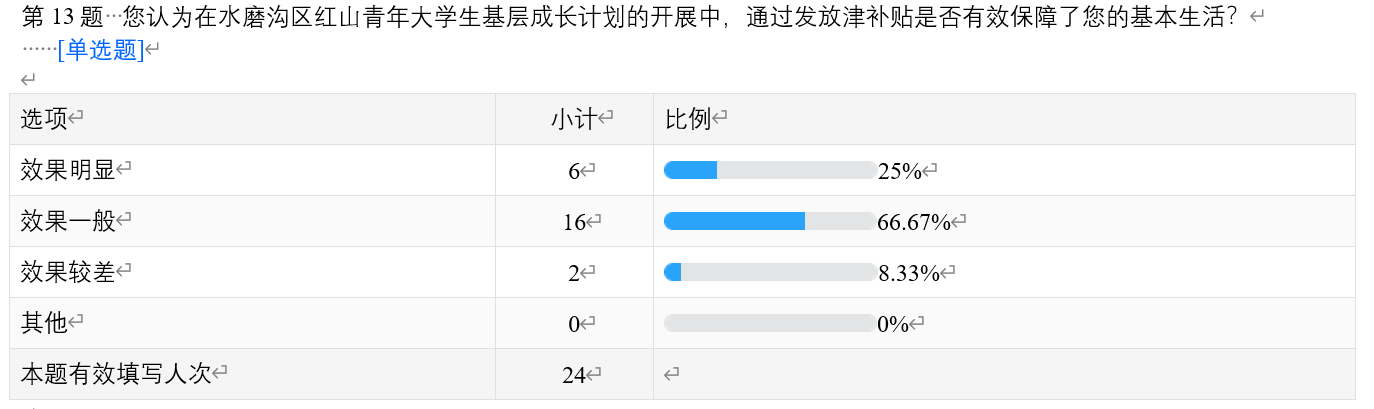 第 13 题 您认为在水磨沟区红山青年大学生基层成长计划的开展中，通过发放津补贴是否有效保障了您的基本生活？
[单选题]
选项 小计 比例
效果明显 6 25%
效果一般 16 66.67%
效果较差 2 8.33%
其他 0 0%
本题有效填写人次 24